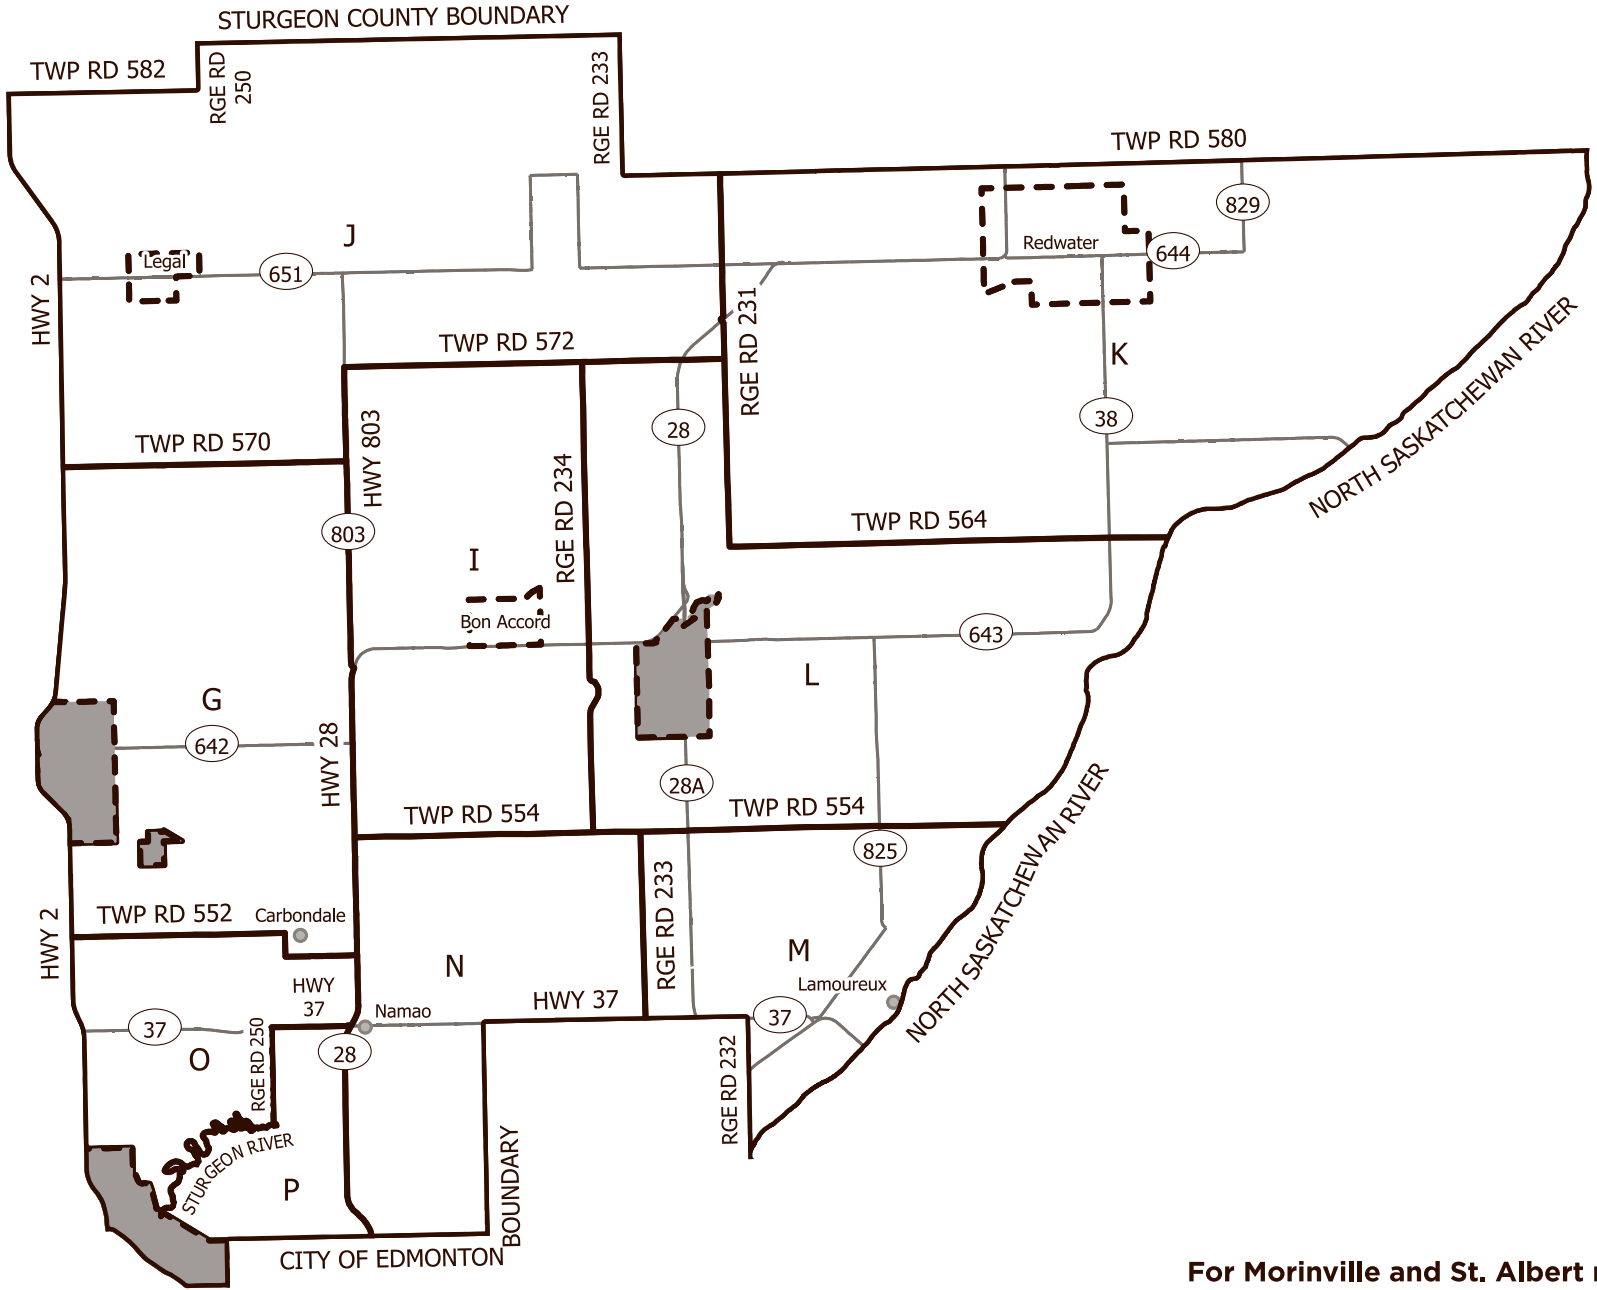 STURGEON COUNTY BOUNDARY
TWP RD 582
RGE RD
250
RGE RD 233
TWP RD 580
829
J
Legal
651
Redwater
644
HWY 2
RGE RD 231
TWP RD 572
K
NORTH SASKATCHEWAN RIVER
28
38
TWP RD 570
HWY 803
RGE RD 234
803
TWP RD 564
I
Bon Accord
643
L
G
642
HWY 28
28A
TWP RD 554
TWP RD 554
825
NORTH SASKATCHEWAN RIVER
RGE RD 233
TWP RD 552
Carbondale
HWY 2
N
M
HWY
37
Lamoureux
HWY 37
Namao
37
37
RGE RD 250
28
O
RGE RD 232
STURGEON RIVER
P
BOUNDARY
CITY OF EDMONTON
For Morinville and St. Albert